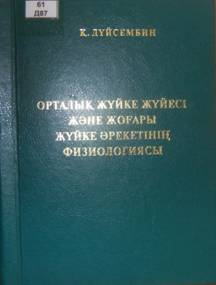 61
Д87
Қ. ДҮЙСЕМБИН
ОРТАЛЫҚ ЖҮЙКЕ ЖҮЙЕСІ
ЖӘНЕ ЖОҒАРЫ
ЖҮЙКЕ ӘРЕКЕТІНІҢ
ФИЗИОЛОГИЯСЫ